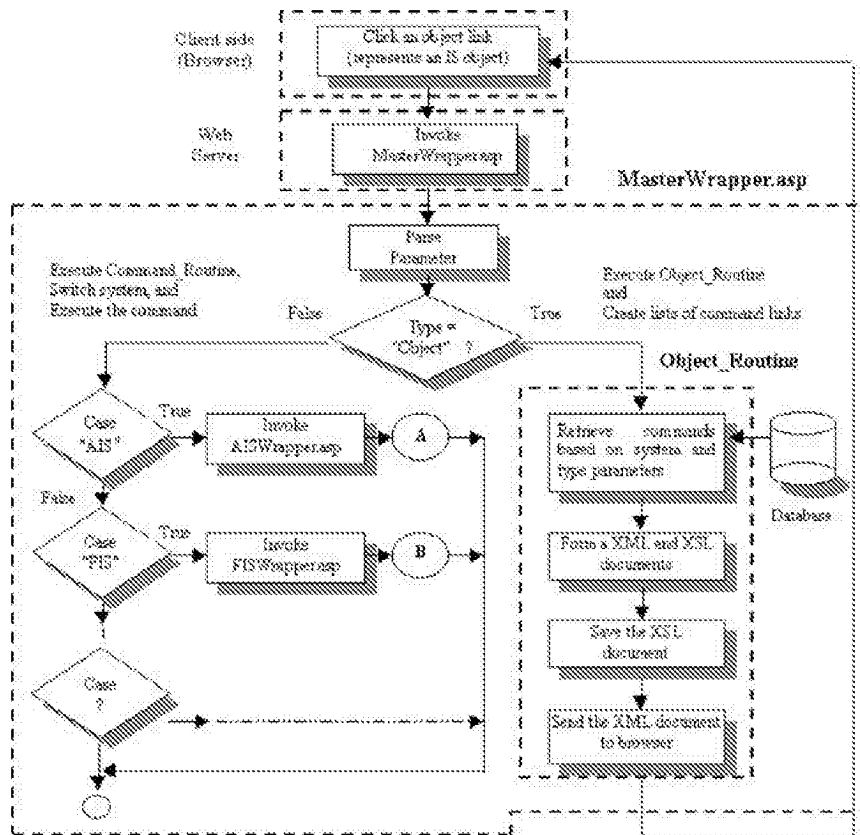 Client side
(Browser)
Click an object link
(represents an IS object)
Web
Server
Invoke
MasterWrapper.asp
MasterWrapper.asp
Parse
Parameter
Execute Command_Routine,
Switch system, and
Execute the command
Execute Object_Routine
and
Create lists of command links
False
Type =
"Object" ?
True
Object_Routine
Case
"AIS"
True
Invoke
AISWrapper.asp
A
Retrieve commands
based on system and
type parameters
Database
False
Case
"FIS"
True
Invoke
FISWrapper.asp
B
Form a XML and XSL
documents
Save the XSL
document
Case
?
Send the XML document
to browser